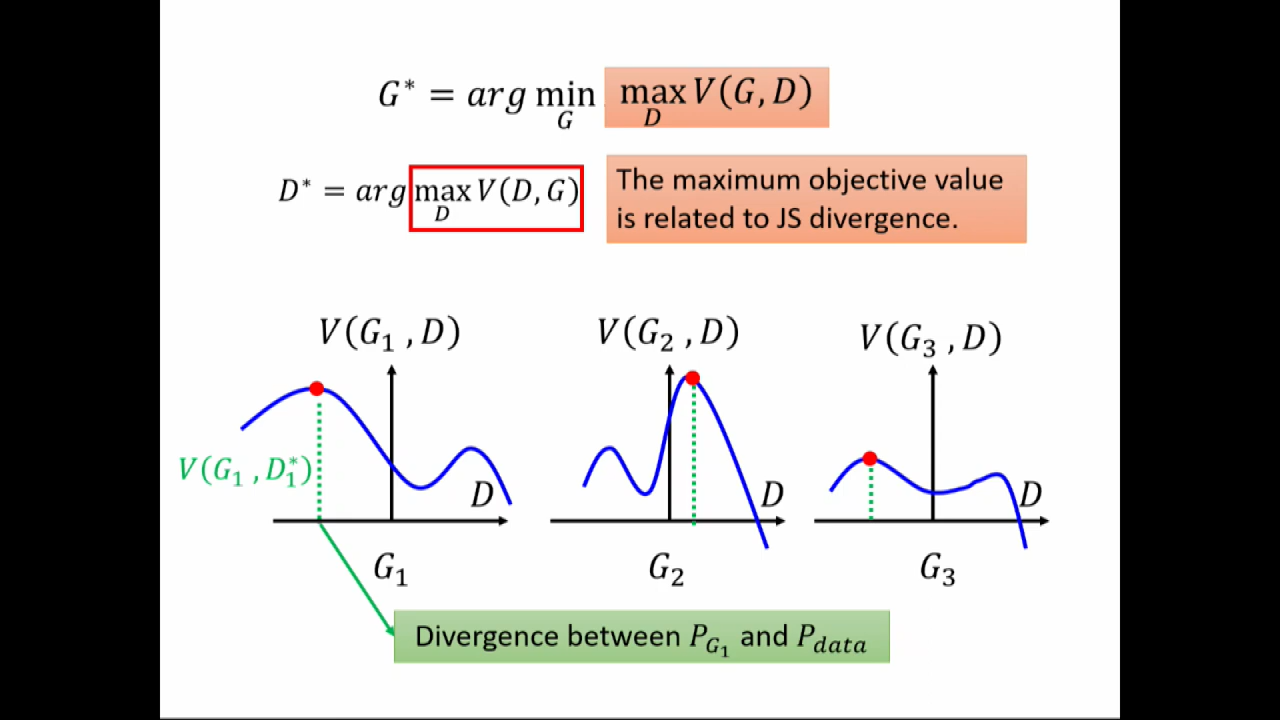 G* = arg min_G max_D V(G, D)
D* = arg max_D V(D, G)
The maximum objective value
is related to JS divergence.
V(G₁ , D)
V(G₂ , D)
V(G₃ , D)
V(G₁ , D₁*)
D
D
D
G₁
G₂
G₃
Divergence between P_G₁ and P_data